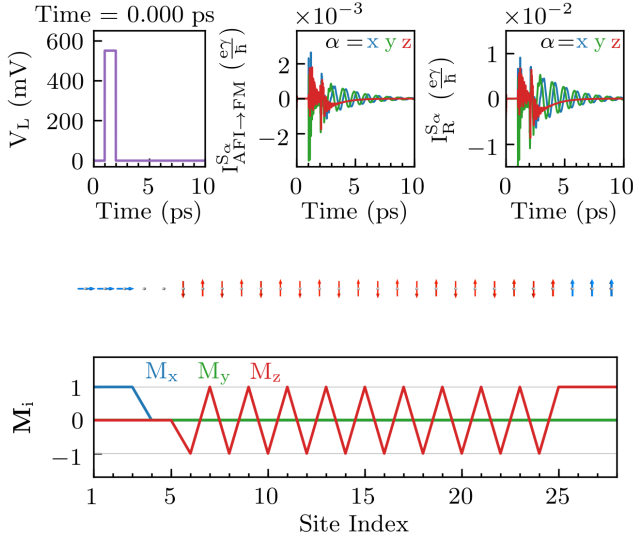 Time = 0.000 ps
×10⁻³
×10⁻²
600
400
200
0
V_L (mV)
0 5 10
Time (ps)
α = x y z
2
0
−2
I^{S_α}_{AFI→FM} (eγ/ħ)
0 5 10
Time (ps)
α = x y z
1
0
−1
I^{S_α}_R (eγ/ħ)
0 5 10
Time (ps)
M_x M_y M_z
1
0
−1
M_i
1 5 10 15 20 25
Site Index